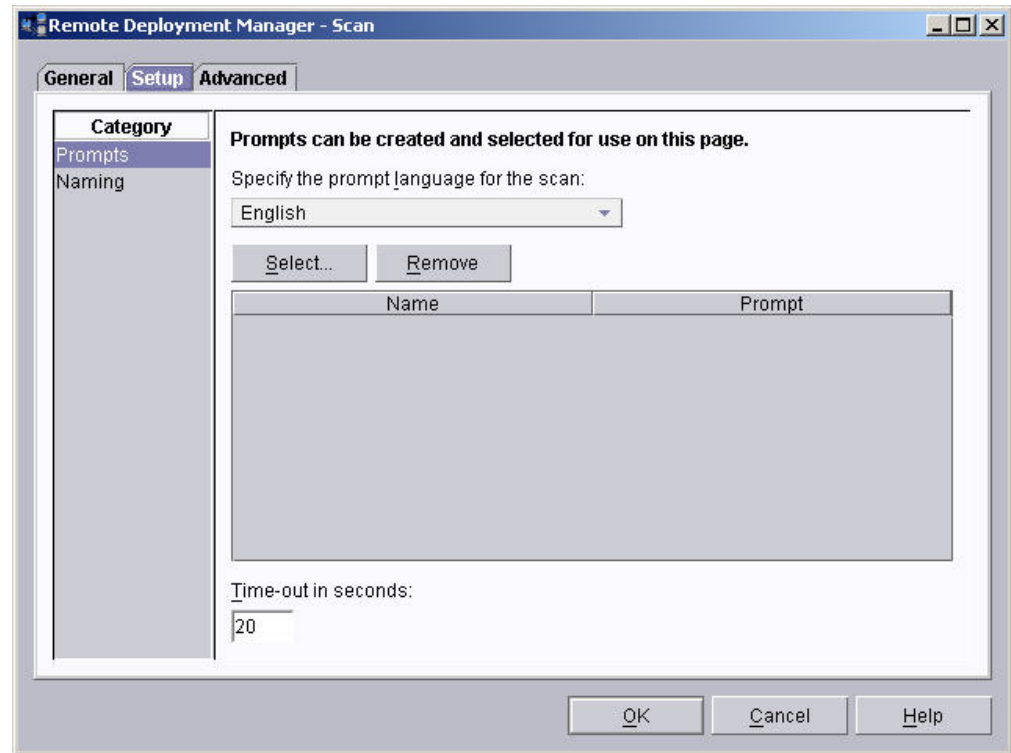 Remote Deployment Manager - Scan
General Setup Advanced
Category
Prompts
Naming
Prompts can be created and selected for use on this page.
Specify the prompt language for the scan:
English
Select... Remove
Name Prompt
Time-out in seconds:
20
OK Cancel Help